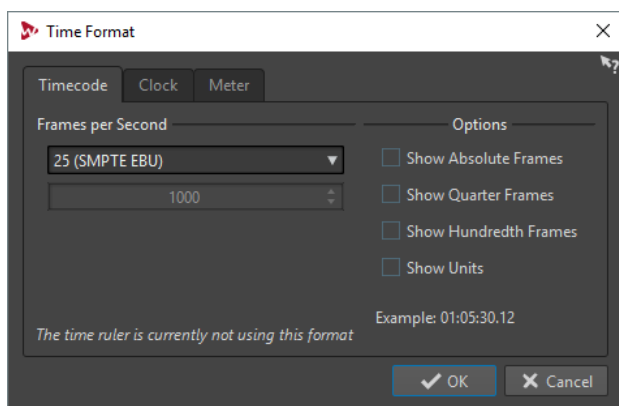 Time Format
Timecode Clock Meter
Frames per Second
25 (SMPTE EBU)
1000
The time ruler is currently not using this format
Options
Show Absolute Frames
Show Quarter Frames
Show Hundredth Frames
Show Units
Example: 01:05:30.12
OK Cancel